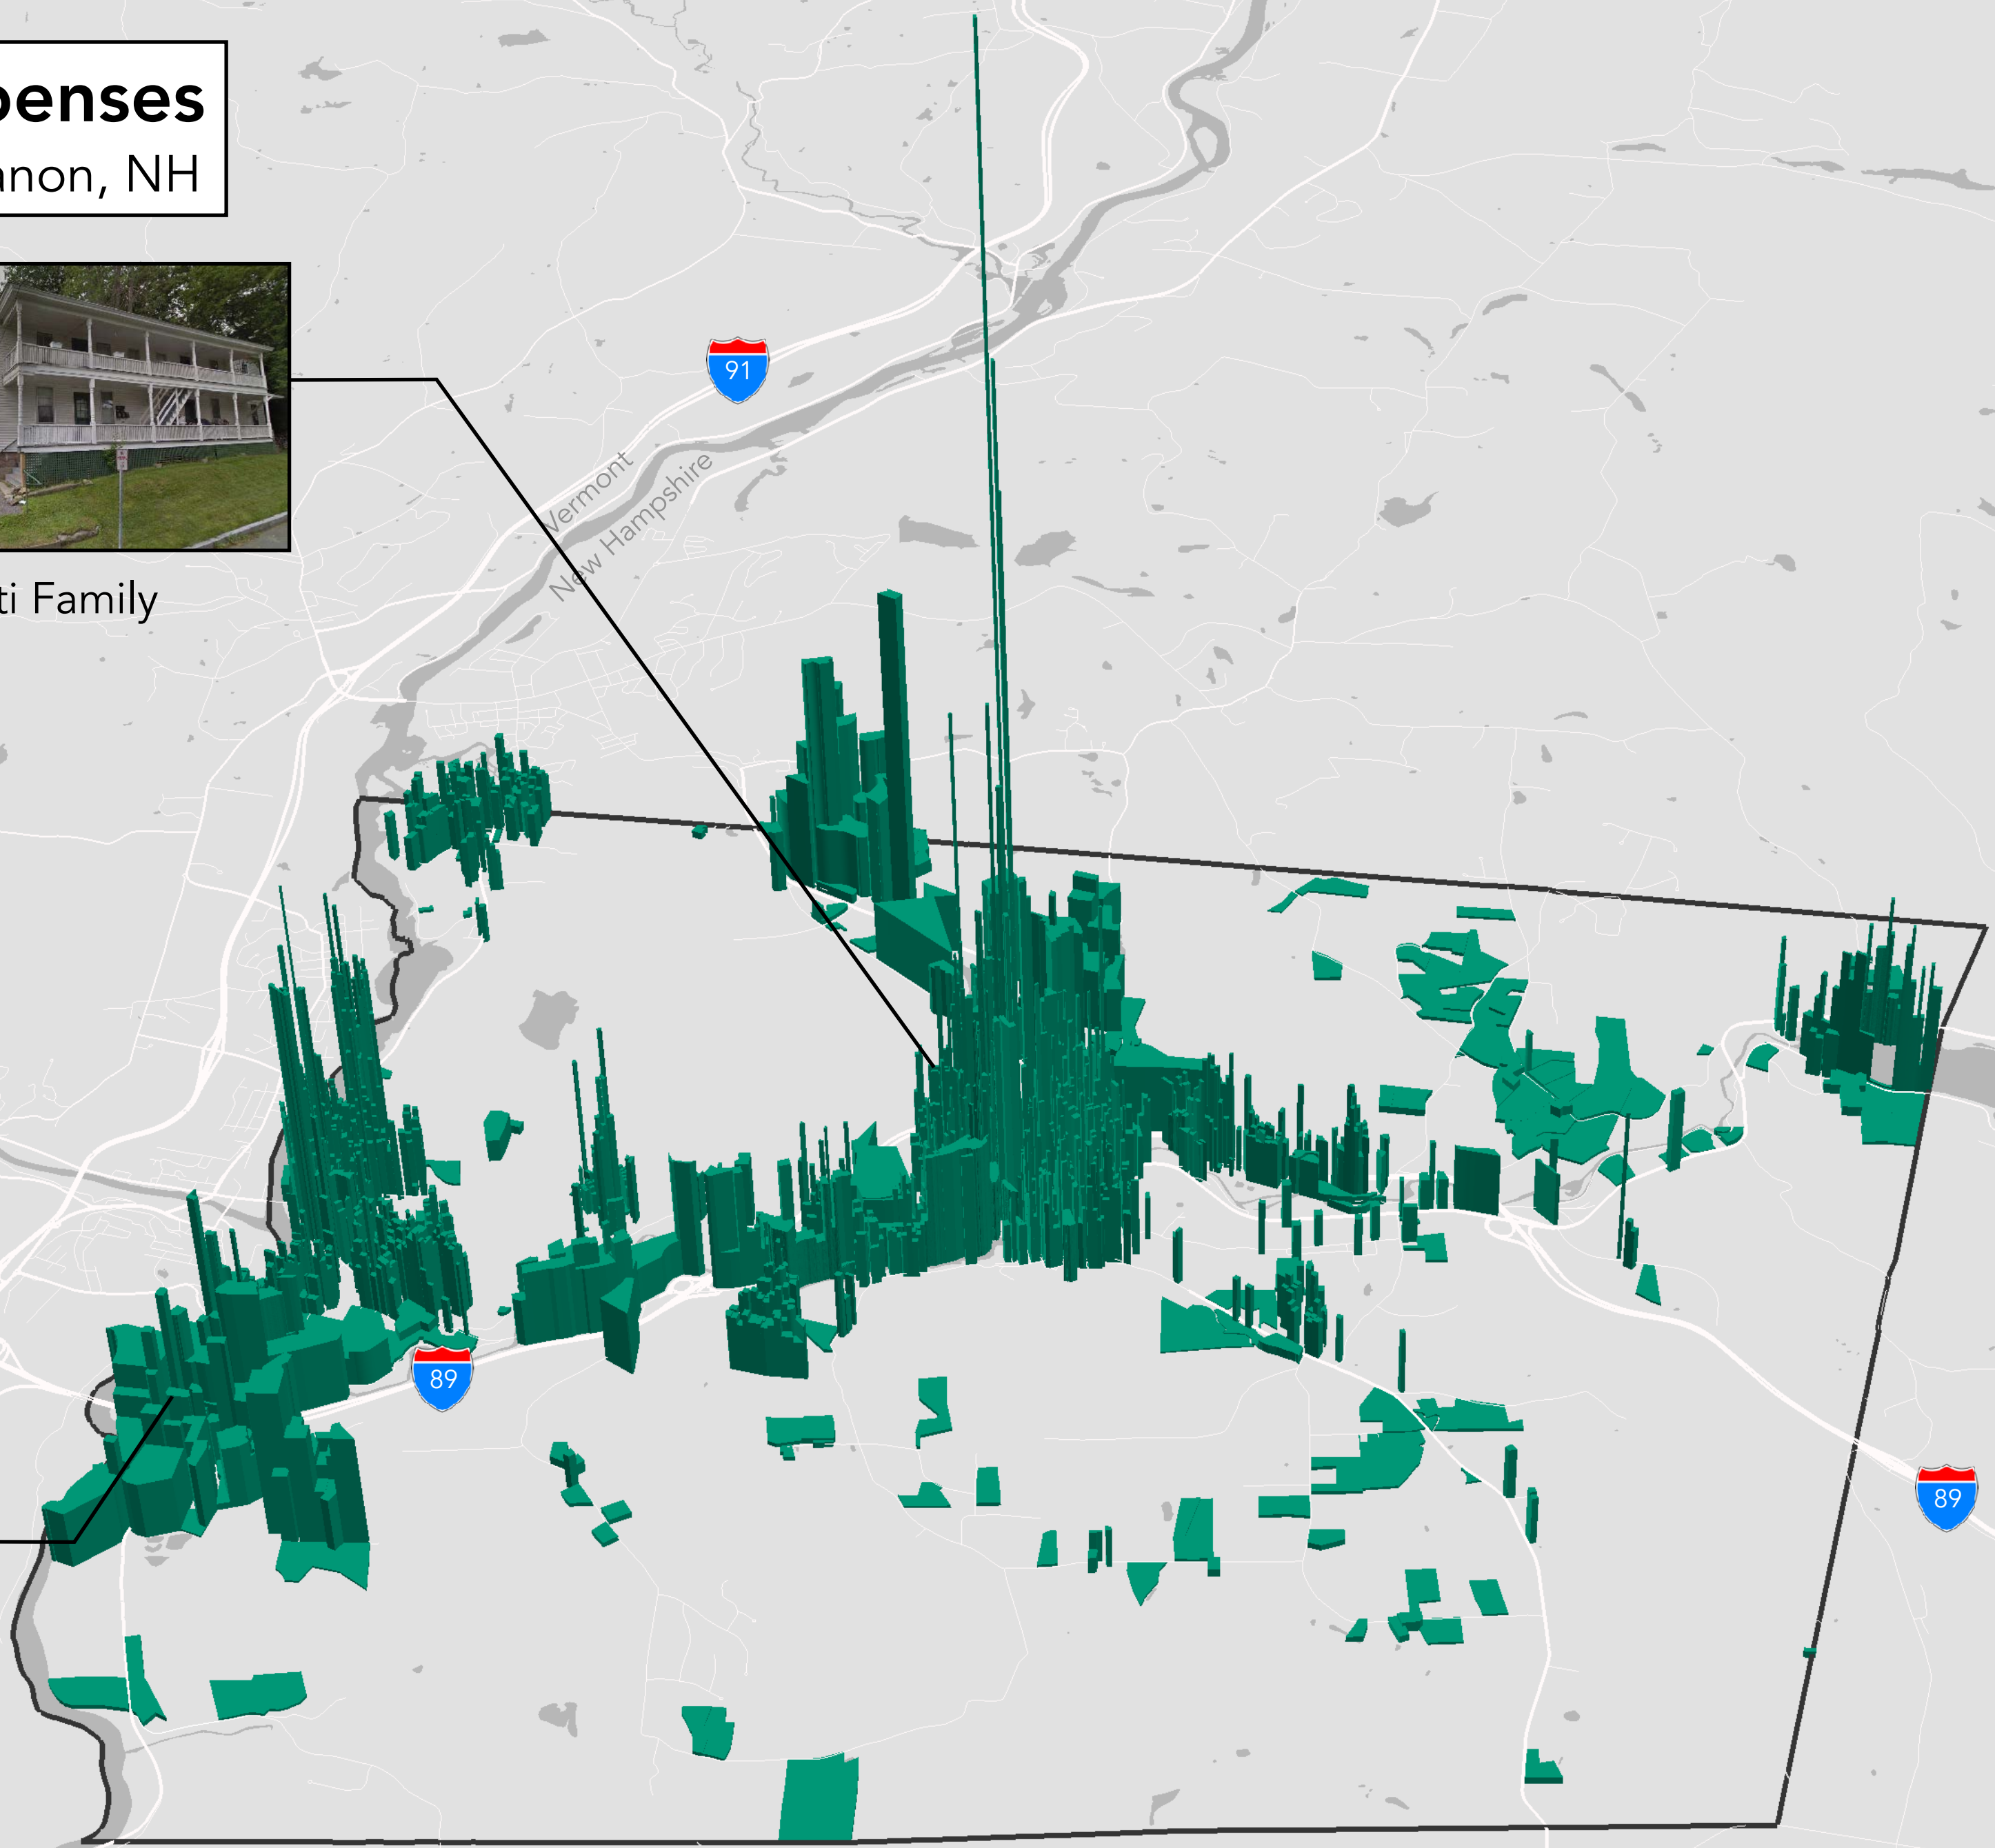 penses
anon, NH
91
Vermont
New Hampshire
ti Family
89
89